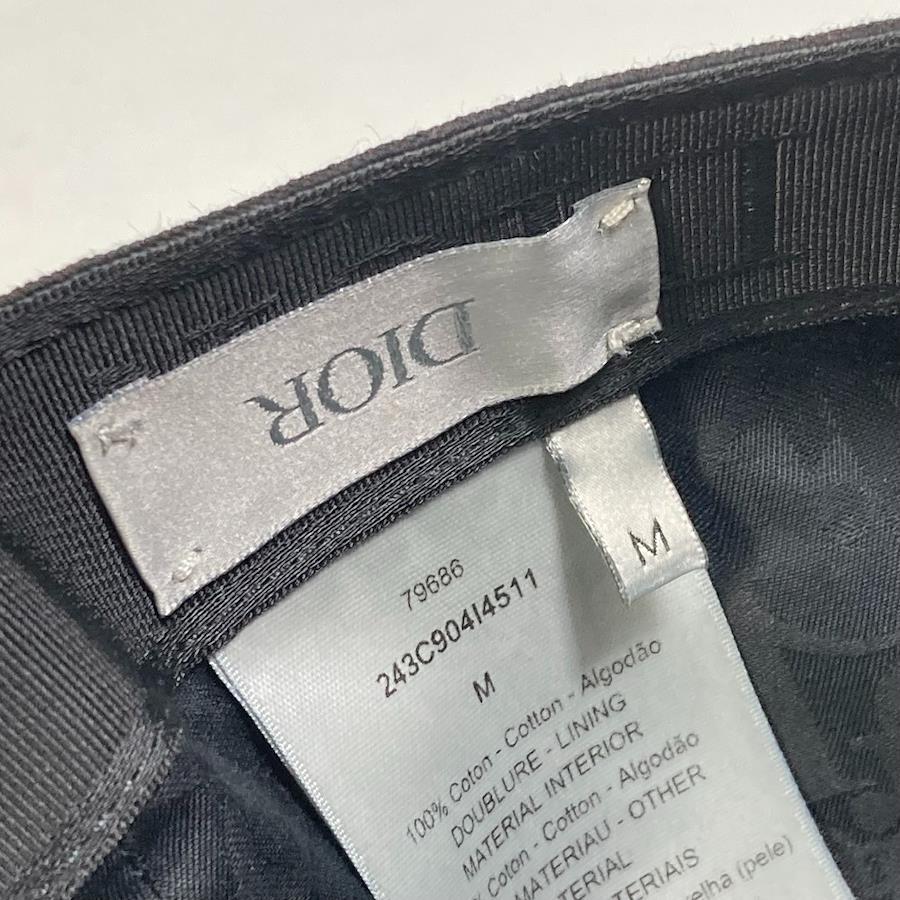 DIOR
M
79686
243C904I4511
M
100% Coton - Cotton - Algodão
DOUBLURE - LINING
MATERIAL INTERIOR
Coton - Cotton - Algodão
MATERIAU - OTHER